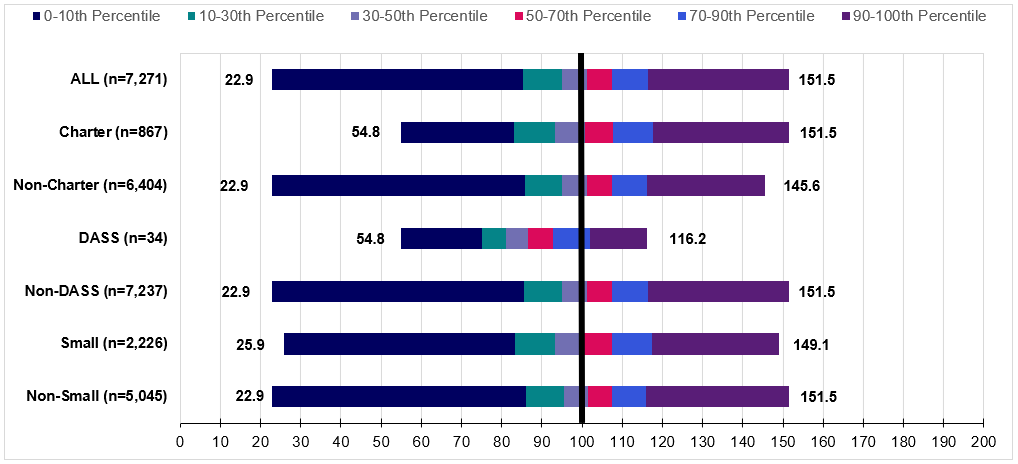 0-10th Percentile 10-30th Percentile 30-50th Percentile 50-70th Percentile 70-90th Percentile 90-100th Percentile
ALL (n=7,271) 22.9 151.5
Charter (n=867) 54.8 151.5
Non-Charter (n=6,404) 22.9 145.6
DASS (n=34) 54.8 116.2
Non-DASS (n=7,237) 22.9 151.5
Small (n=2,226) 25.9 149.1
Non-Small (n=5,045) 22.9 151.5
0 10 20 30 40 50 60 70 80 90 100 110 120 130 140 150 160 170 180 190 200